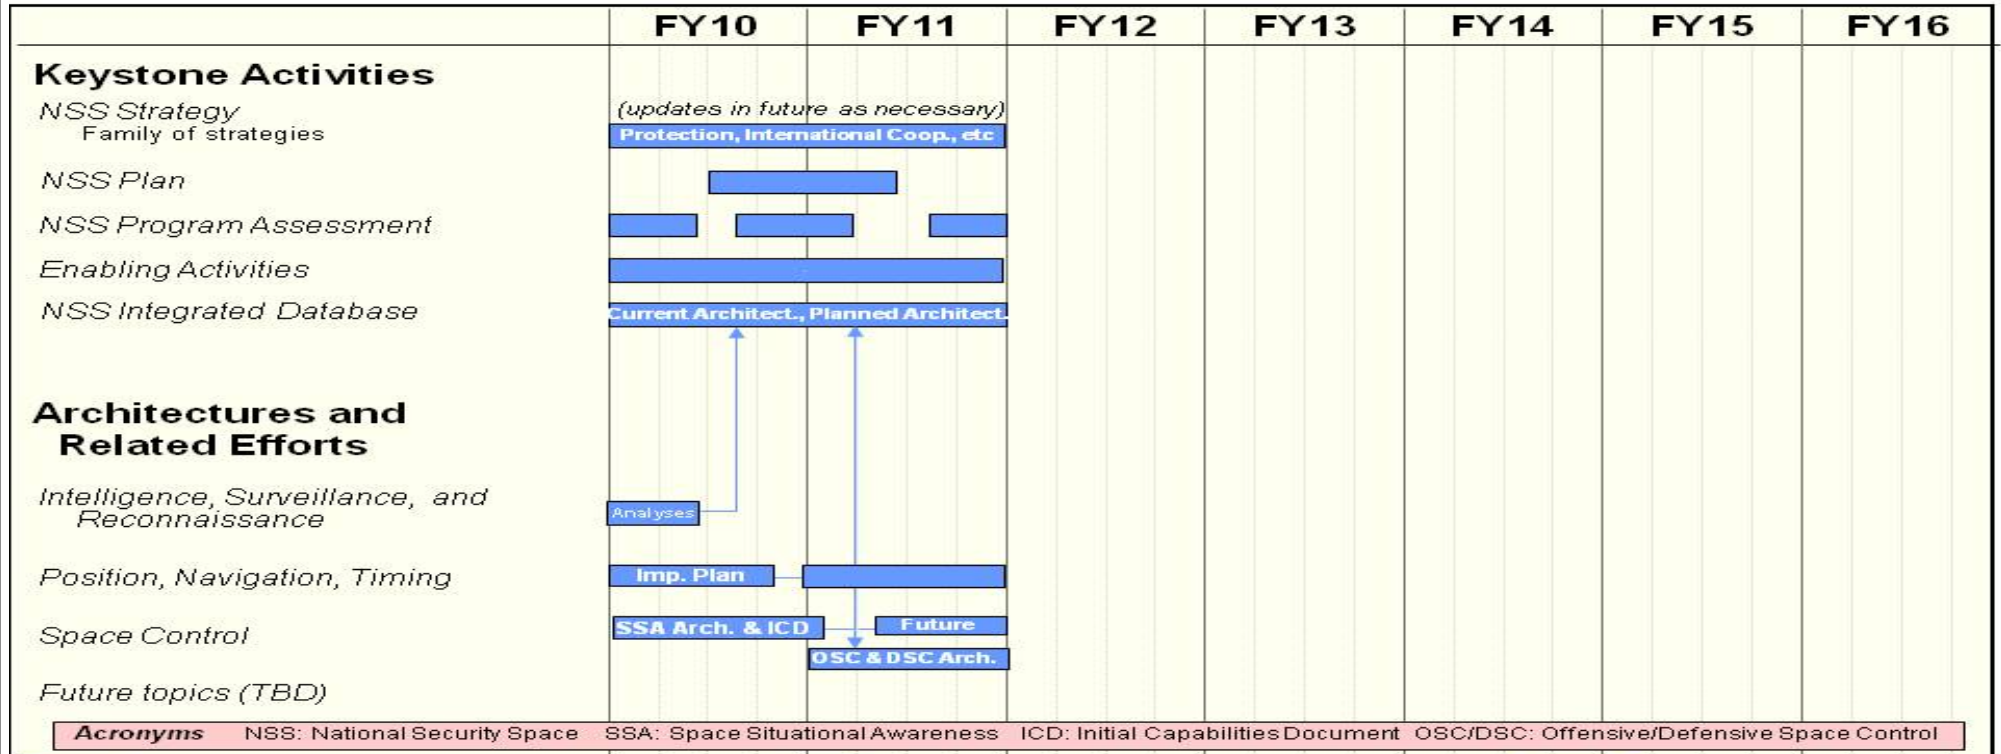 FY10 FY11 FY12 FY13 FY14 FY15 FY16
Keystone Activities
NSS Strategy (updates in future as necessary)
Family of strategies Protection, International Coop., etc
NSS Plan
NSS Program Assessment
Enabling Activities
NSS Integrated Database Current Architect., Planned Architect.
Architectures and
Related Efforts
Intelligence, Surveillance, and
Reconnaissance Analyses
Position, Navigation, Timing Imp. Plan
SSA Arch. & ICD Future
Space Control
OSC & DSC Arch.
Future topics (TBD)
Acronyms NSS: National Security Space SSA: Space Situational Awareness ICD: Initial Capabilities Document OSC/DSC: Offensive/Defensive Space Control